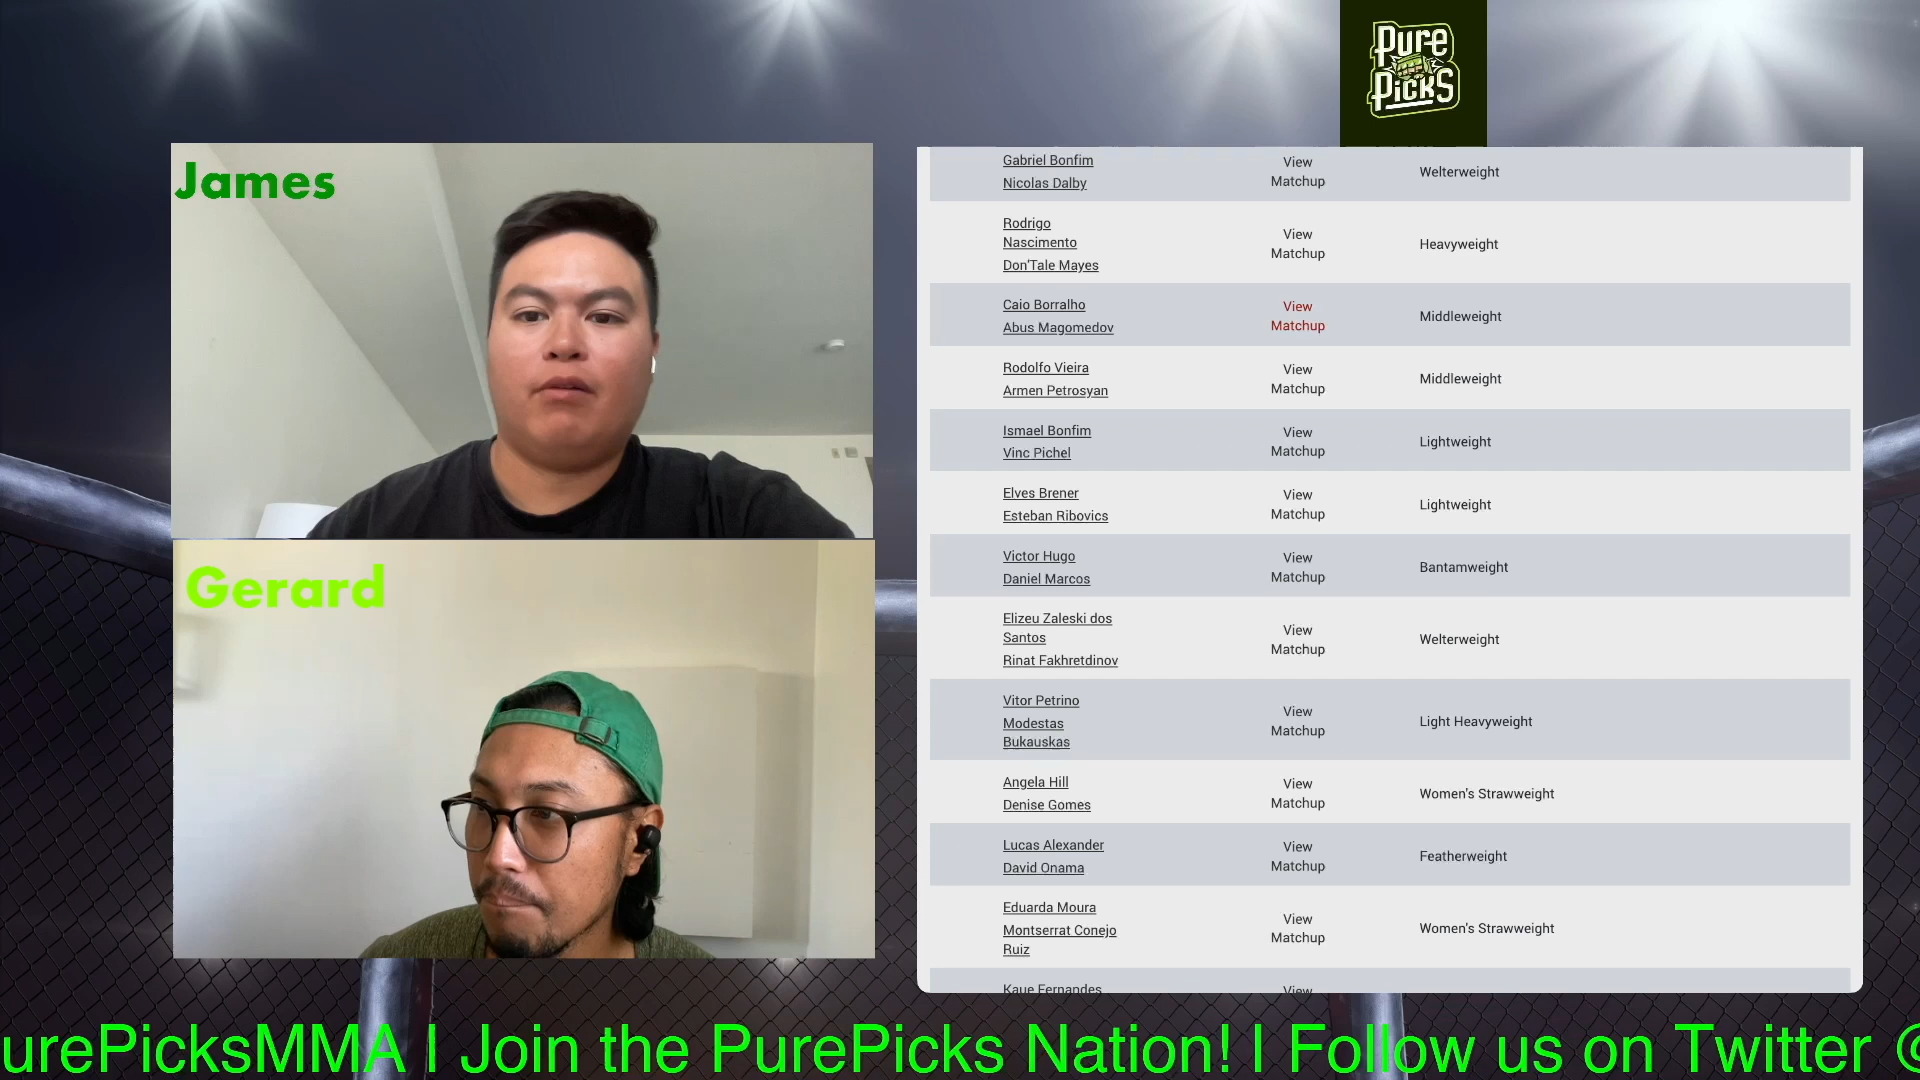 Pure
Picks
James
Gerard
Gabriel Bonfim
Nicolas Dalby
View
Matchup
Welterweight
Rodrigo
Nascimento
Don'Tale Mayes
View
Matchup
Heavyweight
Caio Borralho
Abus Magomedov
View
Matchup
Middleweight
Rodolfo Vieira
Armen Petrosyan
View
Matchup
Middleweight
Ismael Bonfim
Vinc Pichel
View
Matchup
Lightweight
Elves Brener
Esteban Ribovics
View
Matchup
Lightweight
Victor Hugo
Daniel Marcos
View
Matchup
Bantamweight
Elizeu Zaleski dos
Santos
Rinat Fakhretdinov
View
Matchup
Welterweight
Vitor Petrino
Modestas
Bukauskas
View
Matchup
Light Heavyweight
Angela Hill
Denise Gomes
View
Matchup
Women's Strawweight
Lucas Alexander
David Onama
View
Matchup
Featherweight
Eduarda Moura
Montserrat Conejo
Ruiz
View
Matchup
Women's Strawweight
Kaue Fernandes
View
urePicksMMA I Join the PurePicks Nation! I Follow us on Twitter @